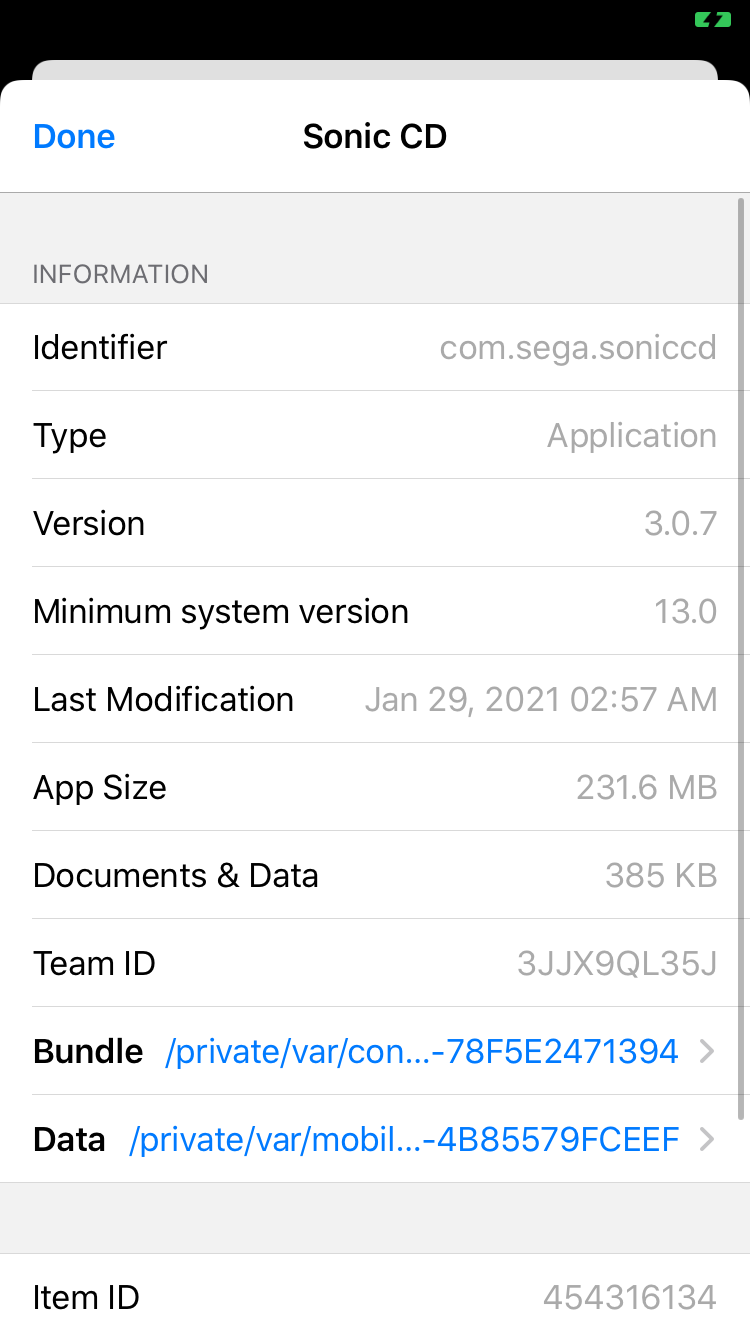 Done Sonic CD
INFORMATION
Identifier com.sega.soniccd
Type Application
Version 3.0.7
Minimum system version 13.0
Last Modification Jan 29, 2021 02:57 AM
App Size 231.6 MB
Documents & Data 385 KB
Team ID 3JJX9QL35J
Bundle /private/var/con...-78F5E2471394
Data /private/var/mobil...-4B85579FCEEF
Item ID 454316134